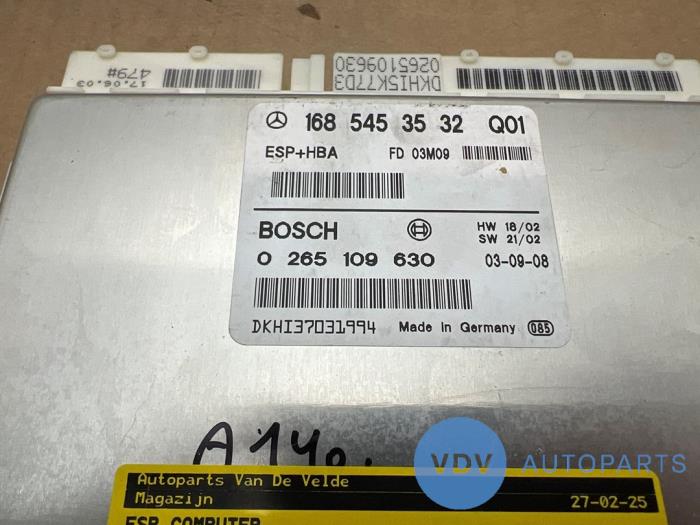 17.06.03
479#
DKHISK77D3
0265109630
168 545 35 32 Q01
ESP+HBA FD 03M09
BOSCH HW 18/02
SW 21/02
0 265 109 630 03-09-08
DKHI37031994 Made in Germany 085
A140.
VDV AUTOPARTS
Autoparts Van De Velde
Magazijn 27-02-25
ESP COMPUTER